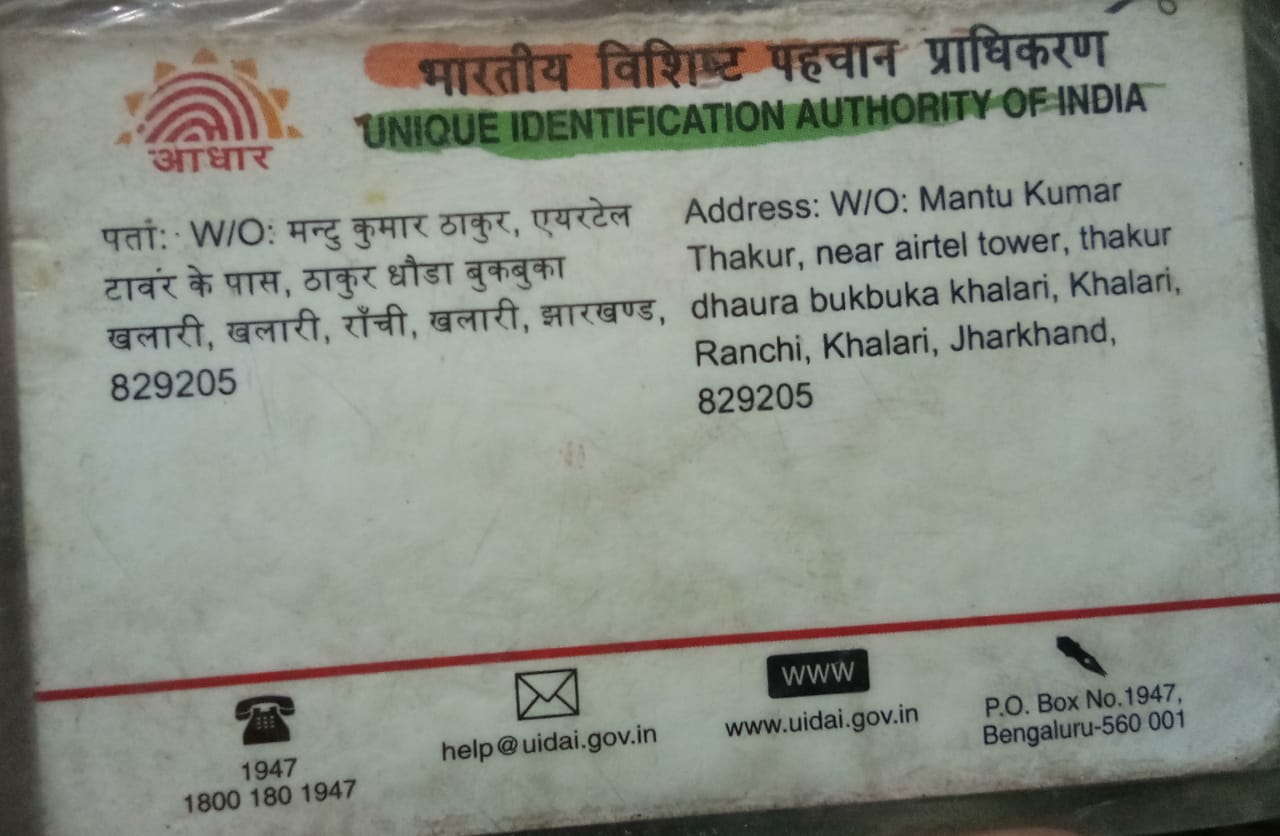 भारतीय विशिष्ट पहचान प्राधिकरण
UNIQUE IDENTIFICATION AUTHORITY OF INDIA
आधार
पताः W/O: मन्टु कुमार ठाकुर, एयरटेल
टावर के पास, ठाकुर धौडा बुकबुका
खलारी, खलारी, राँची, खलारी, झारखण्ड,
829205
Address: W/O: Mantu Kumar
Thakur, near airtel tower, thakur
dhaura bukbuka khalari, Khalari,
Ranchi, Khalari, Jharkhand,
829205
1947
1800 180 1947
help@uidai.gov.in
WWW
www.uidai.gov.in
P.O. Box No.1947,
Bengaluru-560 001